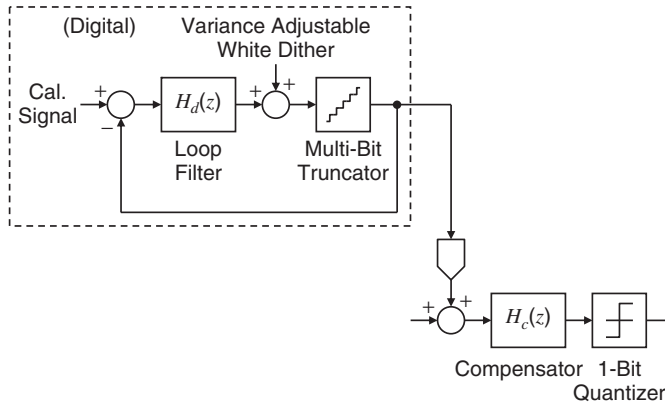 (Digital)
Variance Adjustable
White Dither
Cal.
Signal
+
−
H_d(z)
+
+
Loop
Filter
Multi-Bit
Truncator
+
+
H_c(z)
Compensator
1-Bit
Quantizer